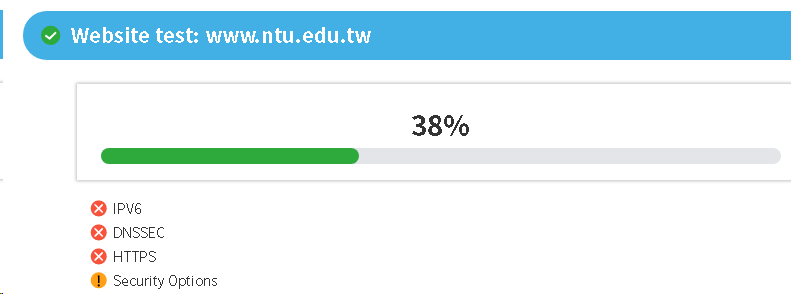 Website test: www.ntu.edu.tw
38%
IPV6
DNSSEC
HTTPS
Security Options